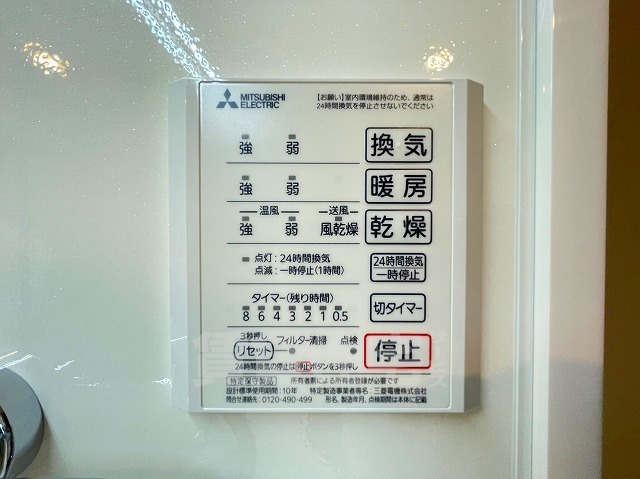 MITSUBISHI
ELECTRIC
【お願い】室内環境維持のため、通常は
24時間換気を停止させないでください
強 弱 換気
強 弱 暖房
温風 送風
強 弱 風乾燥 乾燥
点灯：24時間換気
点滅：一時停止(1時間)
24時間換気
一時停止
タイマー(残り時間)
8 6 4 3 2 1 0.5
切タイマー
3秒押し
リセット フィルター清掃 点検
停止
24時間換気の停止は停止ボタンを3秒押し
特定保守製品 所有者票による所有者登録が必要です
設計標準使用期間：10年 特定製造事業者等名：三菱電機株式会社
問合せ連絡先：0120-490-499 形名、製造年月、点検期間は本体に記載